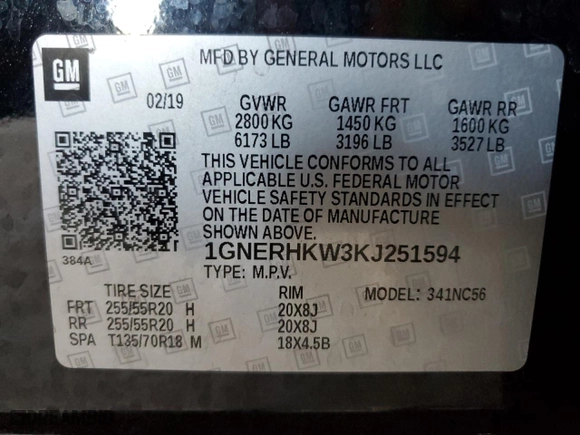 GM
MFD BY GENERAL MOTORS LLC
02/19 GVWR GAWR FRT GAWR RR
2800 KG 1450 KG 1600 KG
6173 LB 3196 LB 3527 LB
THIS VEHICLE CONFORMS TO ALL
APPLICABLE U.S. FEDERAL MOTOR
VEHICLE SAFETY STANDARDS IN EFFECT
ON THE DATE OF MANUFACTURE
SHOWN ABOVE.
384A
1GNERHKW3KJ251594
TYPE: M.P.V.
TIRE SIZE RIM MODEL: 341NC56
FRT 255/55R20 H 20X8J
RR 255/55R20 H 20X8J
SPA T135/70R18 M 18X4.5B